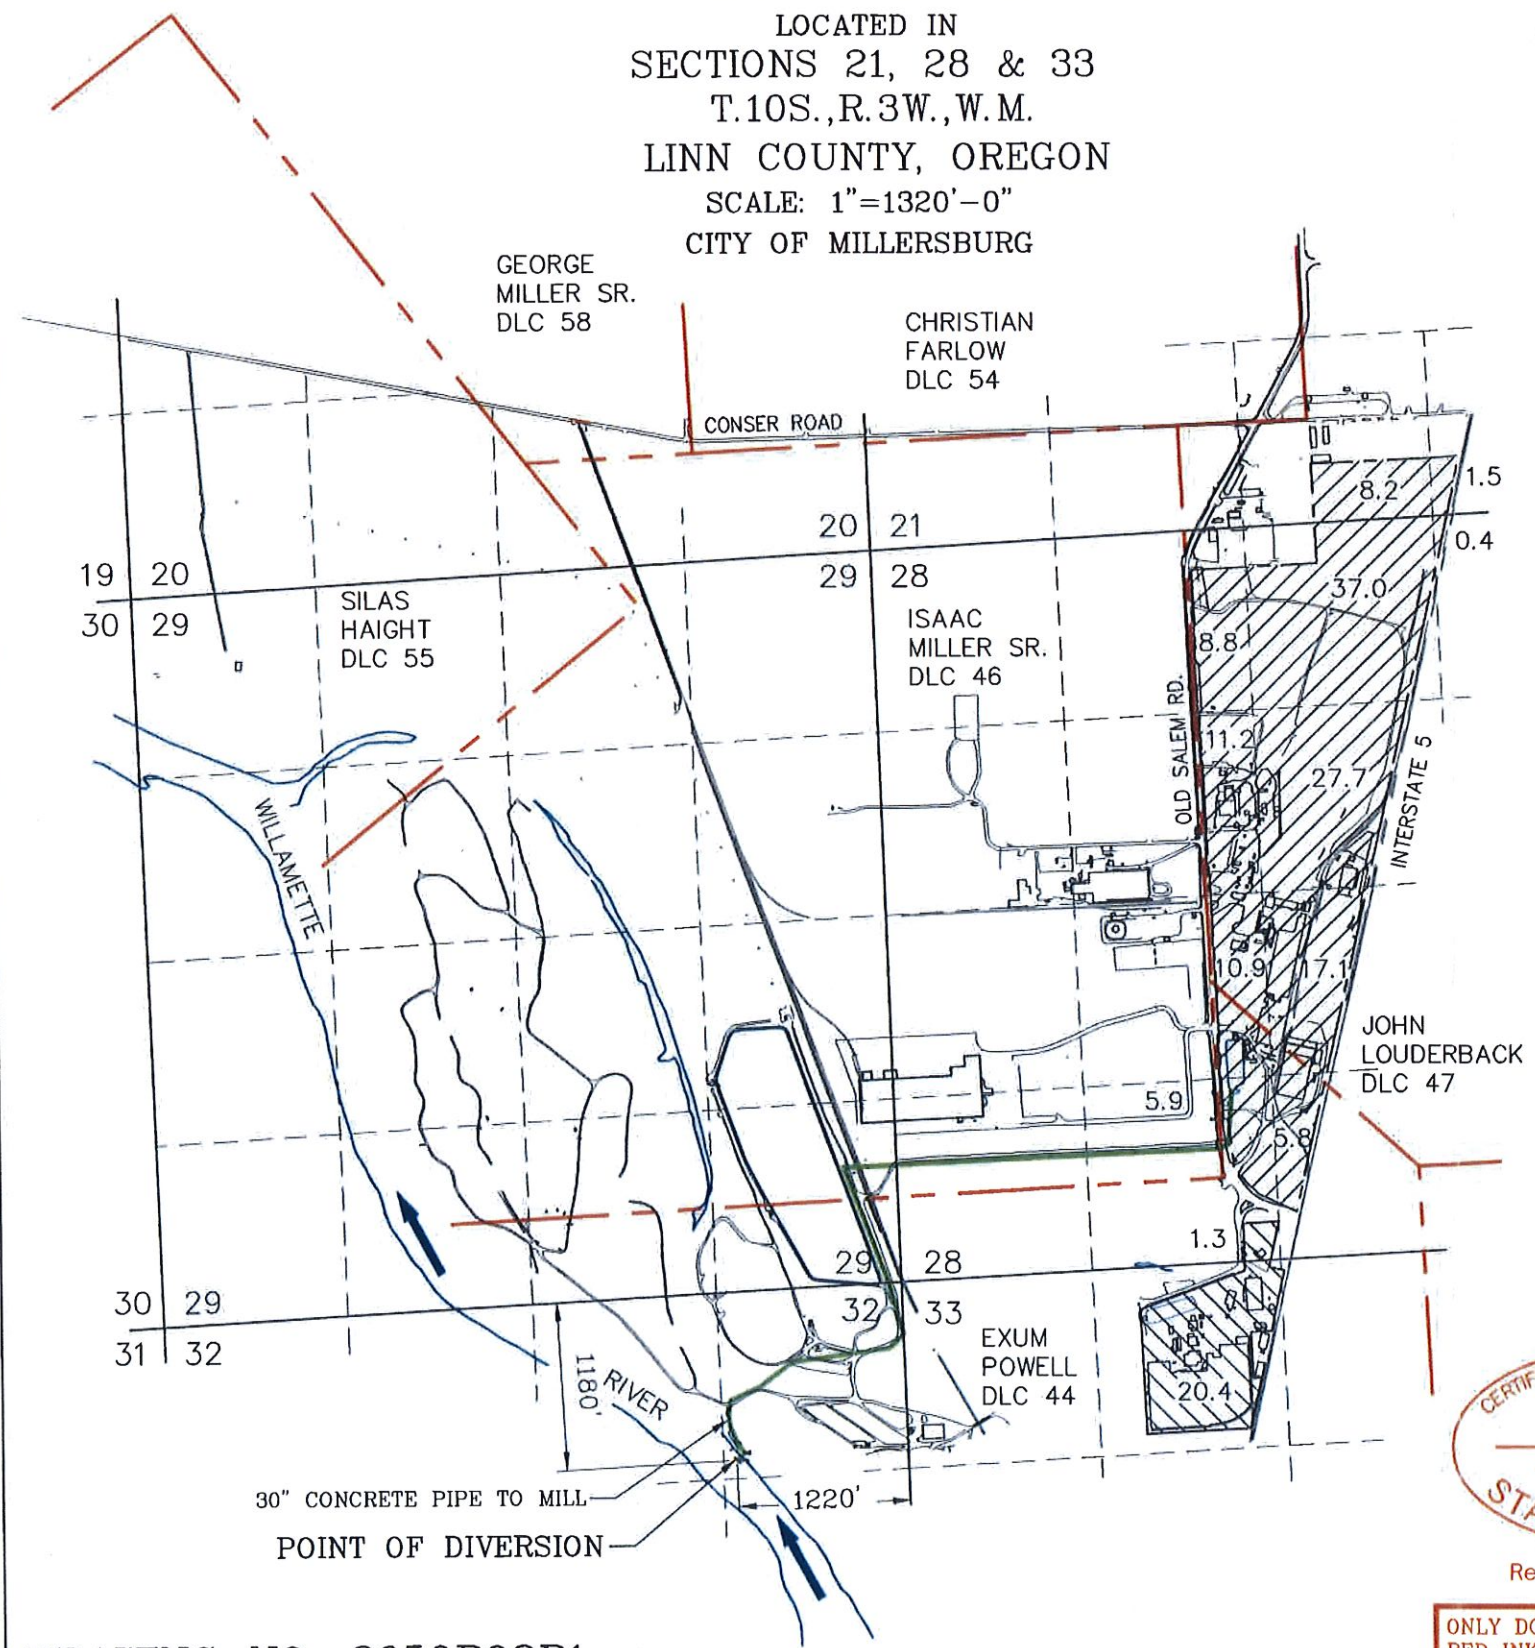 LOCATED IN
SECTIONS 21, 28 & 33
T.10S.,R.3W.,W.M.
LINN COUNTY, OREGON
SCALE: 1"=1320'-0"
CITY OF MILLERSBURG
GEORGE
MILLER SR.
DLC 58
CHRISTIAN
FARLOW
DLC 54
CONSER ROAD
8.2
1.5
20 21
0.4
19 20
29 28
37.0
30 29
SILAS
HAIGHT
DLC 55
ISAAC
MILLER SR.
DLC 46
8.8
OLD SALEM RD.
11.2
27.7
INTERSTATE 5
WILLAMETTE
10.9
17.1
JOHN
LOUDERBACK
DLC 47
5.9
5.8
1.3
29 28
30 29
32 33
31 32
EXUM
POWELL
DLC 44
1180'
RIVER
20.4
30" CONCRETE PIPE TO MILL
1220'
POINT OF DIVERSION